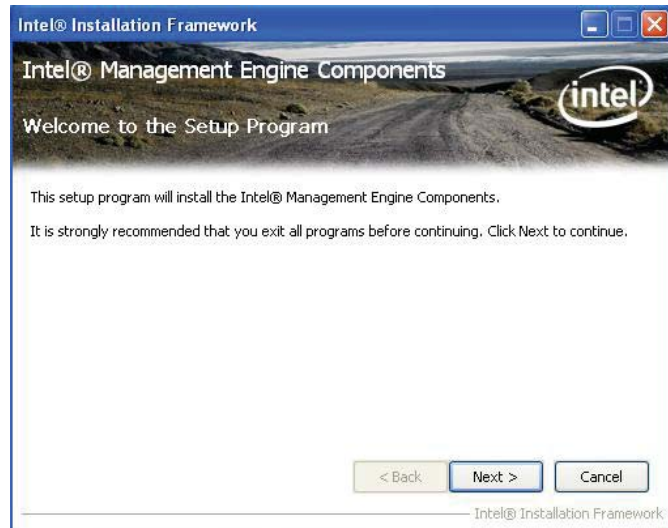 Intel® Installation Framework
Intel® Management Engine Components
intel
Welcome to the Setup Program
This setup program will install the Intel® Management Engine Components.
It is strongly recommended that you exit all programs before continuing. Click Next to continue.
< Back Next > Cancel
Intel® Installation Framework